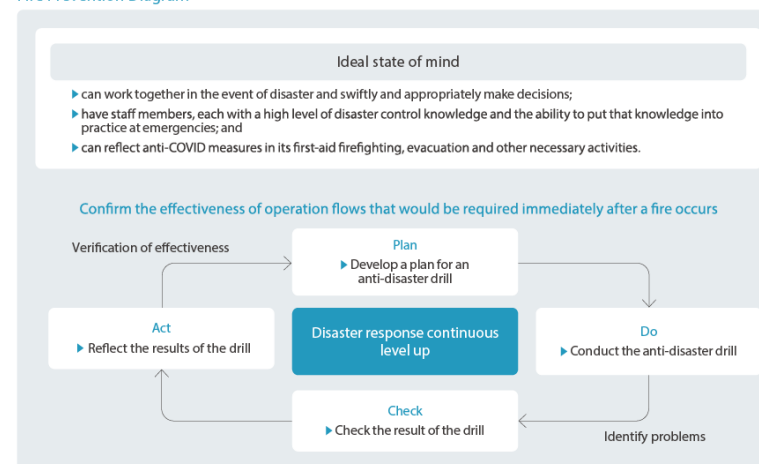 Ideal state of mind
▶ can work together in the event of disaster and swiftly and appropriately make decisions;
▶ have staff members, each with a high level of disaster control knowledge and the ability to put that knowledge into
practice at emergencies; and
▶ can reflect anti-COVID measures in its first-aid firefighting, evacuation and other necessary activities.
Confirm the effectiveness of operation flows that would be required immediately after a fire occurs
Verification of effectiveness
Plan
▶ Develop a plan for an
anti-disaster drill
Act
▶ Reflect the results of the drill
Disaster response continuous
level up
Do
▶ Conduct the anti-disaster drill
Check
▶ Check the result of the drill
Identify problems